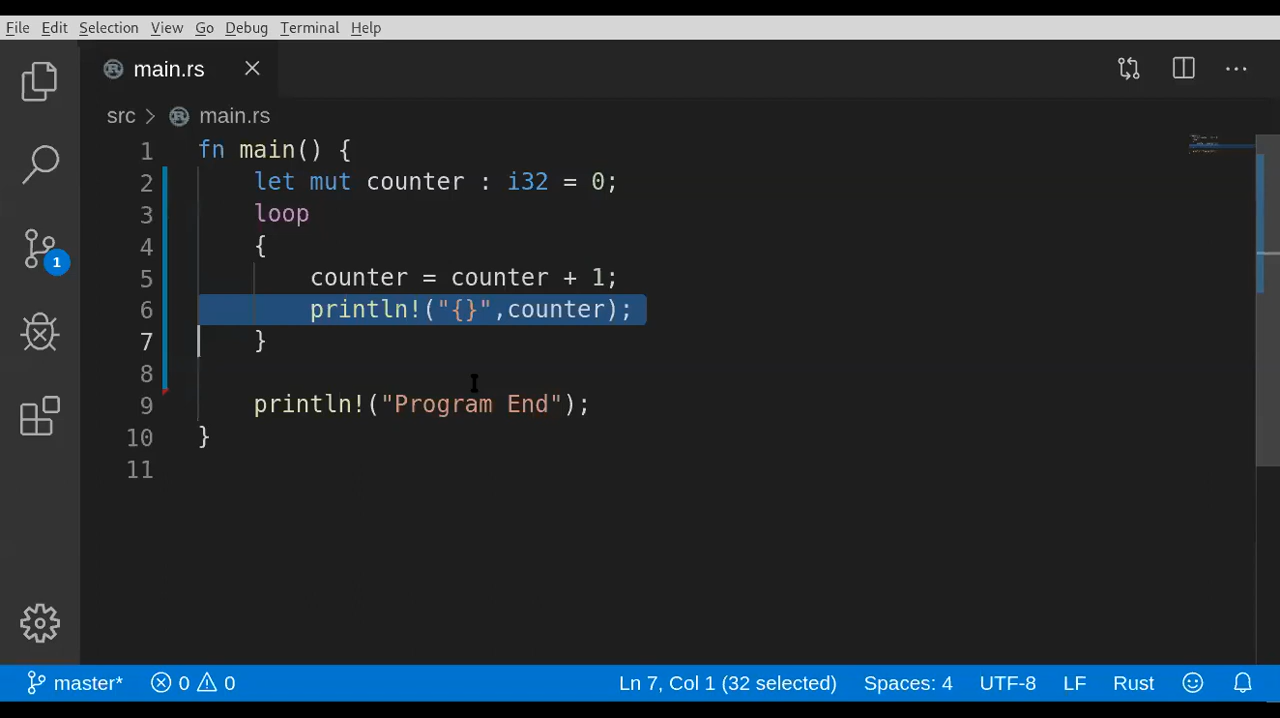 File Edit Selection View Go Debug Terminal Help
main.rs
src > main.rs
1 fn main() {
2 let mut counter : i32 = 0;
3 loop
4 {
5 counter = counter + 1;
6 println!("{}",counter);
7 }
8
9 println!("Program End");
10 }
11
1
master* 0 0 Ln 7, Col 1 (32 selected) Spaces: 4 UTF-8 LF Rust